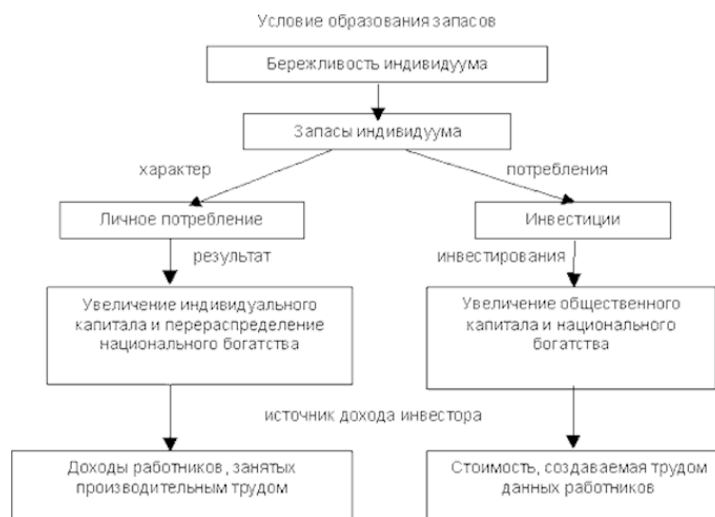 Условие образования запасов
Бережливость индивидуума
Запасы индивидуума
характер потребления
Личное потребление
Инвестиции
результат инвестирования
Увеличение индивидуального
капитала и перераспределение
национального богатства
Увеличение общественного
капитала и национального
богатства
источник дохода инвестора
Доходы работников, занятых
производительным трудом
Стоимость, создаваемая трудом
данных работников